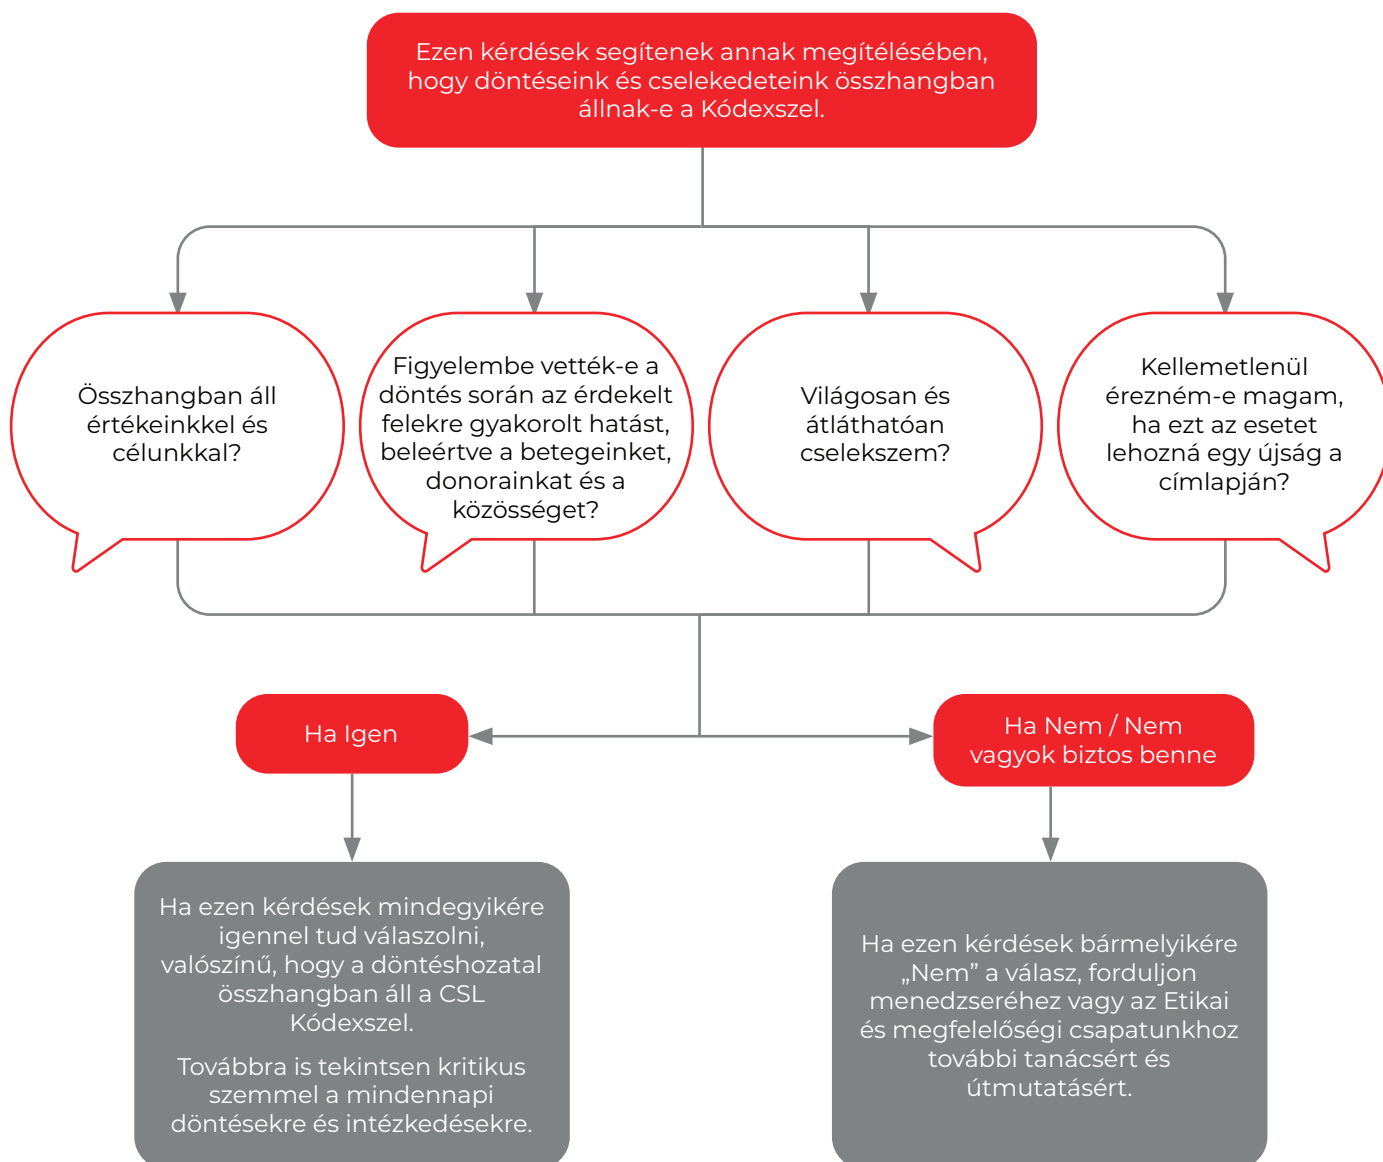 Ezen kérdések segítenek annak megítélésében,
hogy döntéseink és cselekedeteink összhangban
állnak-e a Kódexszel.
Összhangban áll
értékeinkkel és
célunkkal?
Figyelembe vették-e a
döntés során az érdekelt
felekre gyakorolt hatást,
beleértve a betegeinket,
donorainkat és a
közösséget?
Világosan és
átláthatóan
cselekszem?
Kellemetlenül
érezném-e magam,
ha ezt az esetet
lehozná egy újság a
címlapján?
Ha Igen
Ha Nem / Nem
vagyok biztos benne
Ha ezen kérdések mindegyikére
igennel tud válaszolni,
valószínű, hogy a döntéshozatal
összhangban áll a CSL
Kódexszel.
Továbbra is tekintsen kritikus
szemmel a mindennapi
döntésekre és intézkedésekre.
Ha ezen kérdések bármelyikére
„Nem” a válasz, forduljon
menedzseréhez vagy az Etikai
és megfelelőségi csapatunkhoz
további tanácsért és
útmutatásért.